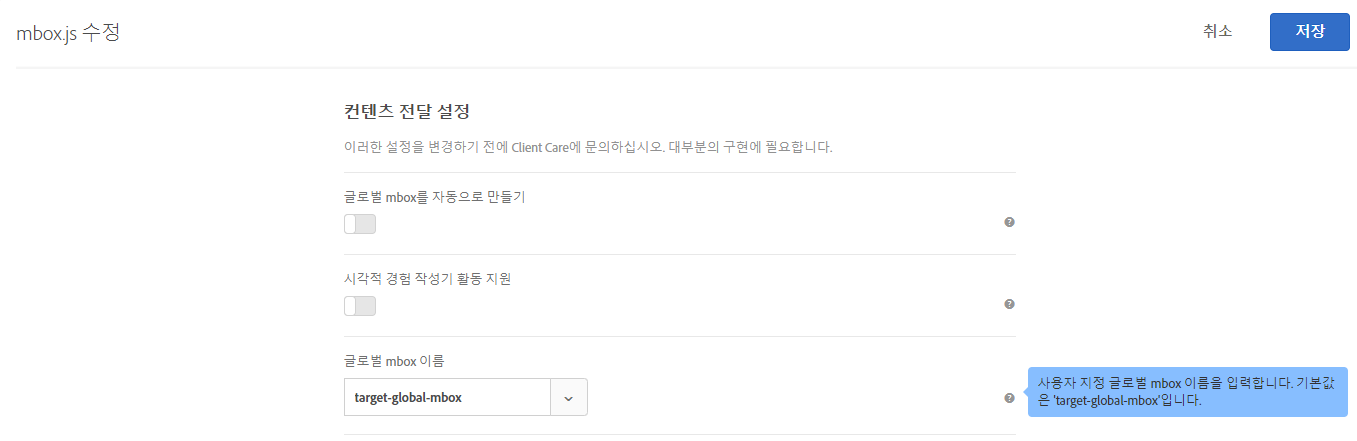 mbox.js 수정
취소
저장
컨텐츠 전달 설정
이러한 설정을 변경하기 전에 Client Care에 문의하십시오. 대부분의 구현에 필요합니다.
글로벌 mbox를 자동으로 만들기
?
시각적 경험 작성기 활동 지원
?
글로벌 mbox 이름
target-global-mbox
?
사용자 지정 글로벌 mbox 이름을 입력합니다. 기본값
은 'target-global-mbox'입니다.